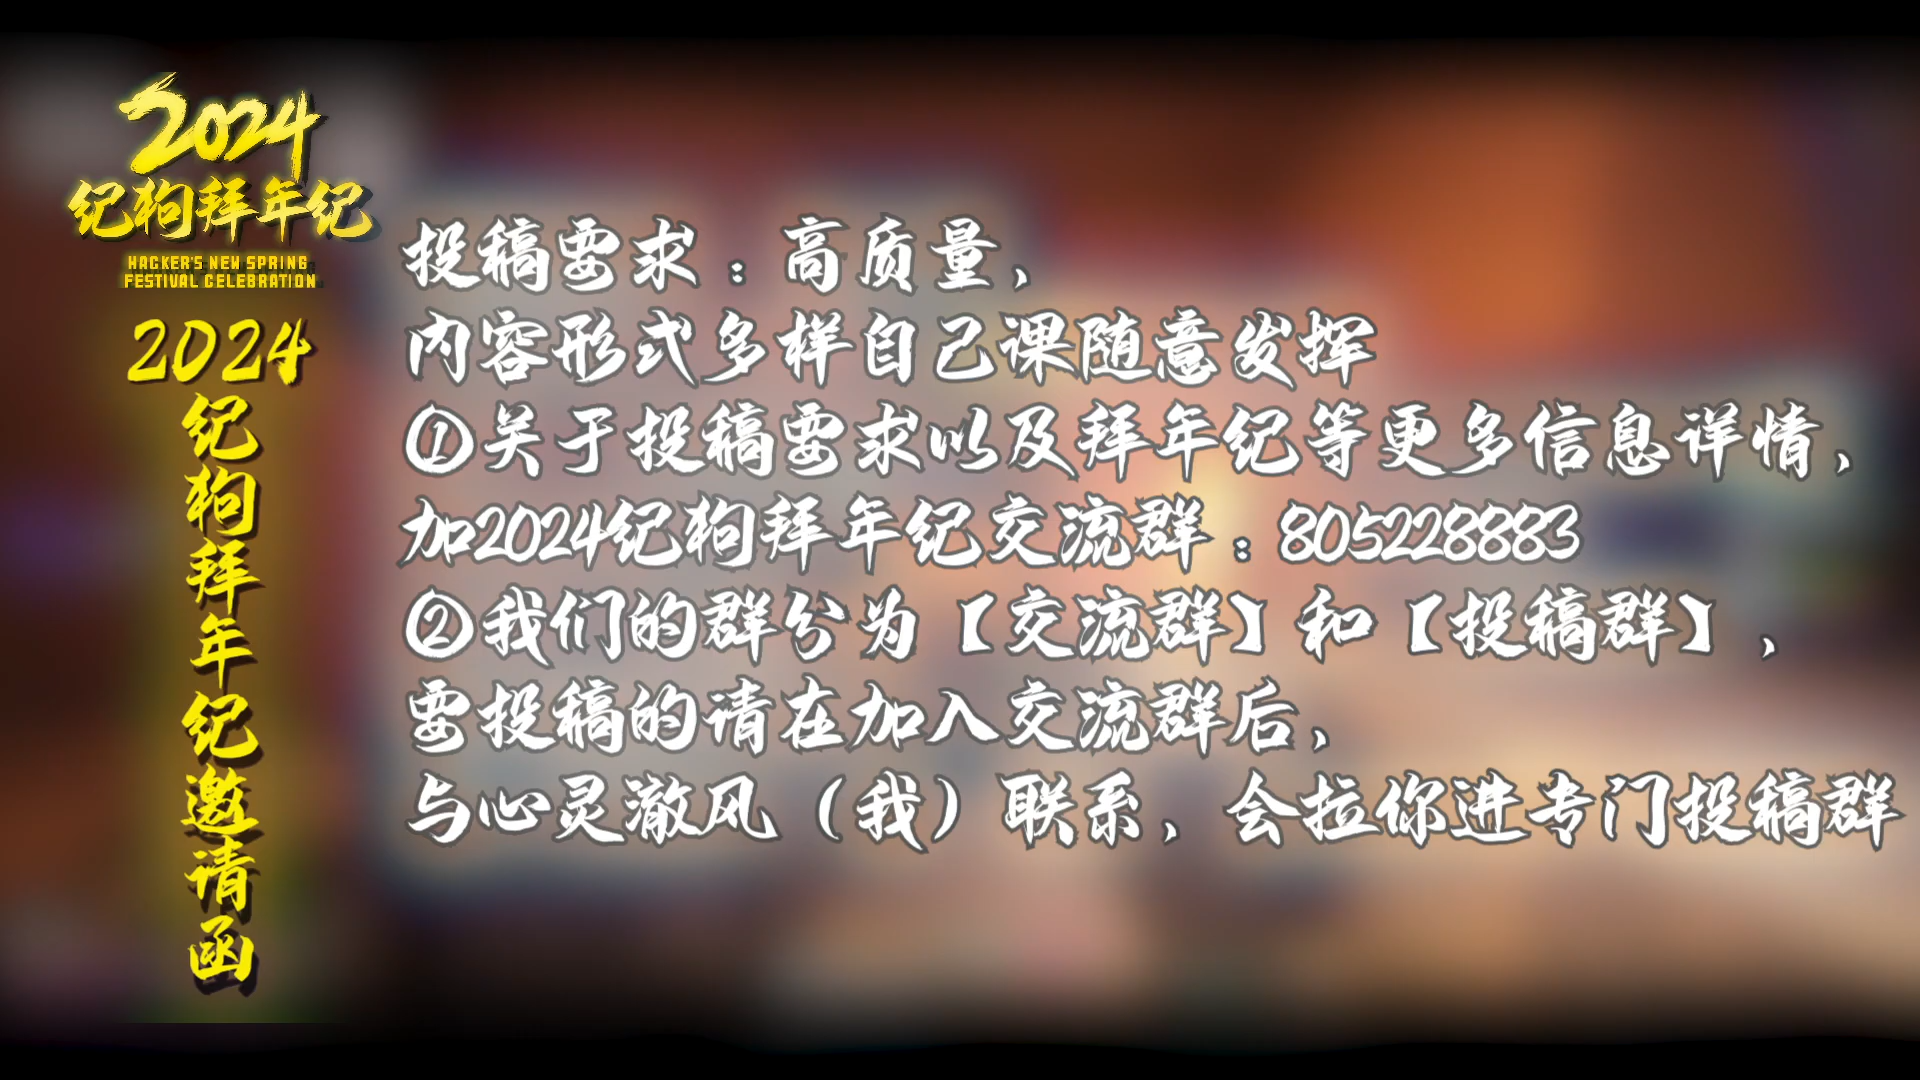 2024
纪狗拜年纪
HACKER'S NEW SPRING
FESTIVAL CELEBRATION
2024
纪狗拜年纪邀请函
投稿要求：高质量，
内容形式多样自己课随意发挥
①关于投稿要求以及拜年纪等更多信息详情，
加2024纪狗拜年纪交流群：805228883
②我们的群分为【交流群】和【投稿群】，
要投稿的请在加入交流群后，
与心灵澈风（我）联系，会拉你进专门投稿群